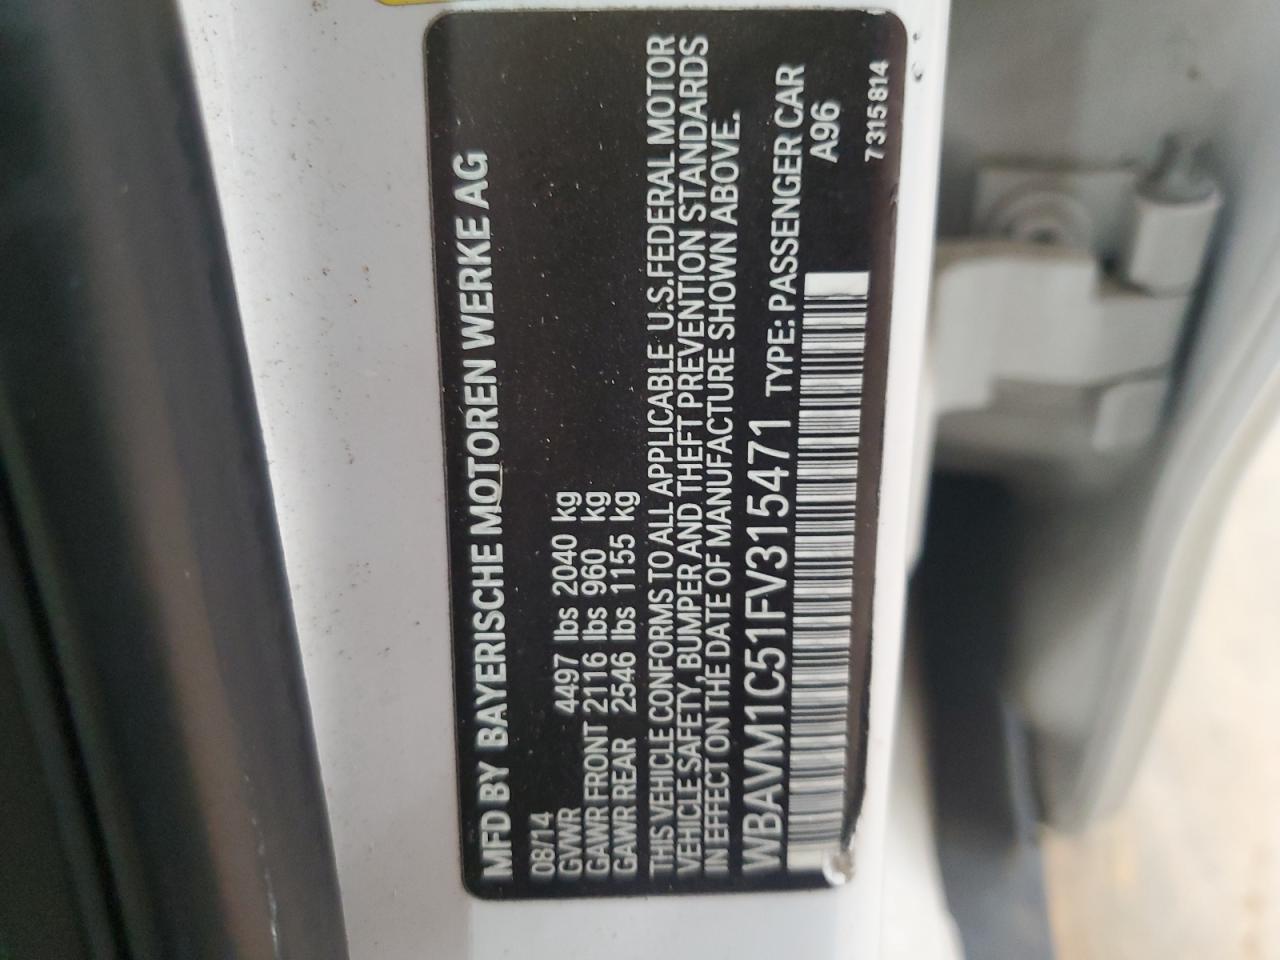 MFD BY BAYERISCHE MOTOREN WERKE AG
08/14
GVWR 4497 lbs 2040 kg
GAWR FRONT 2116 lbs 960 kg
GAWR REAR 2546 lbs 1155 kg
THIS VEHICLE CONFORMS TO ALL APPLICABLE U.S.FEDERAL MOTOR
VEHICLE SAFETY, BUMPER AND THEFT PREVENTION STANDARDS
IN EFFECT ON THE DATE OF MANUFACTURE SHOWN ABOVE.
WBAVM1C51FV315471 TYPE: PASSENGER CAR
A96
7315814